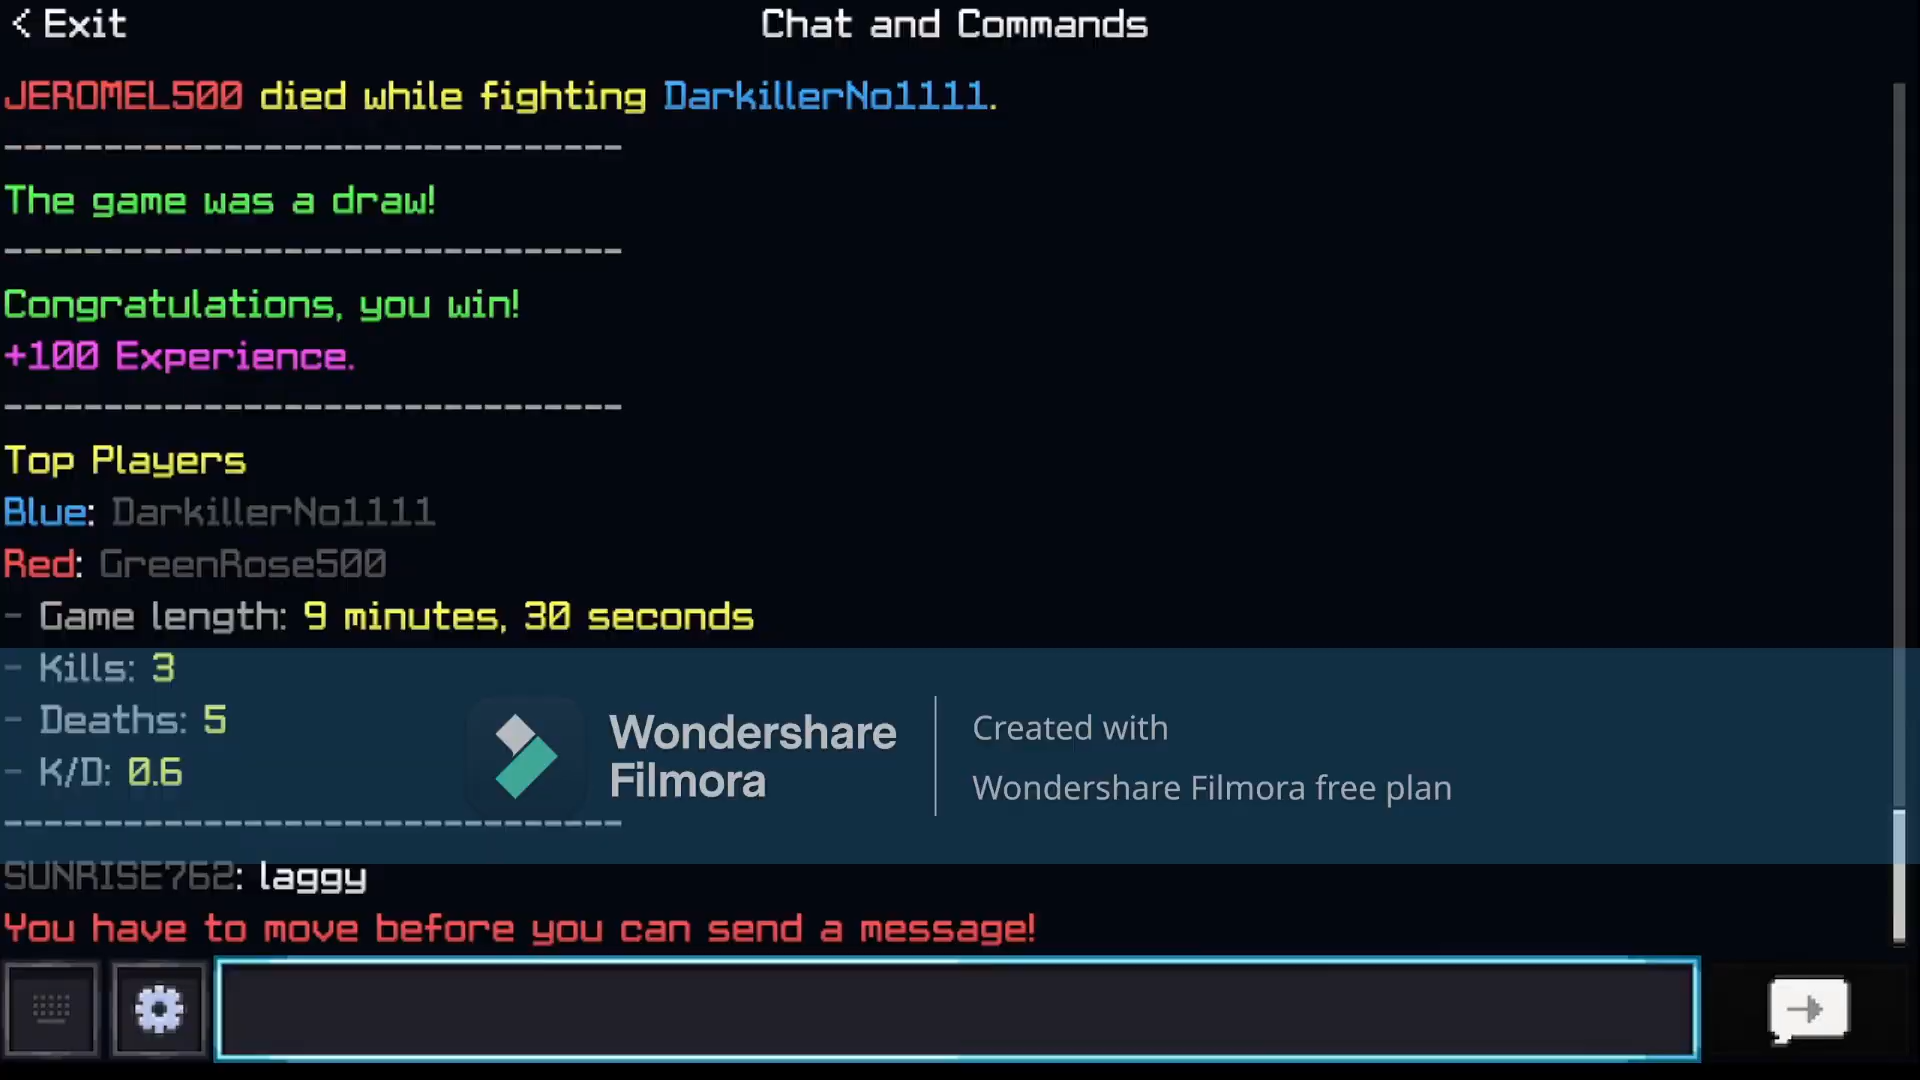 < Exit
Chat and Commands
JEROMEL500 died while fighting DarkillerNo1111.
-------------------------------
The game was a draw!
-------------------------------
Congratulations, you win!
+100 Experience.
-------------------------------
Top Players
Blue: DarkillerNo1111
Red: GreenRose500
- Game length: 9 minutes, 30 seconds
- Kills: 3
- Deaths: 5
- K/D: 0.6
-------------------------------
Wondershare
Filmora
Created with
Wondershare Filmora free plan
SUNRISE762: laggy
You have to move before you can send a message!